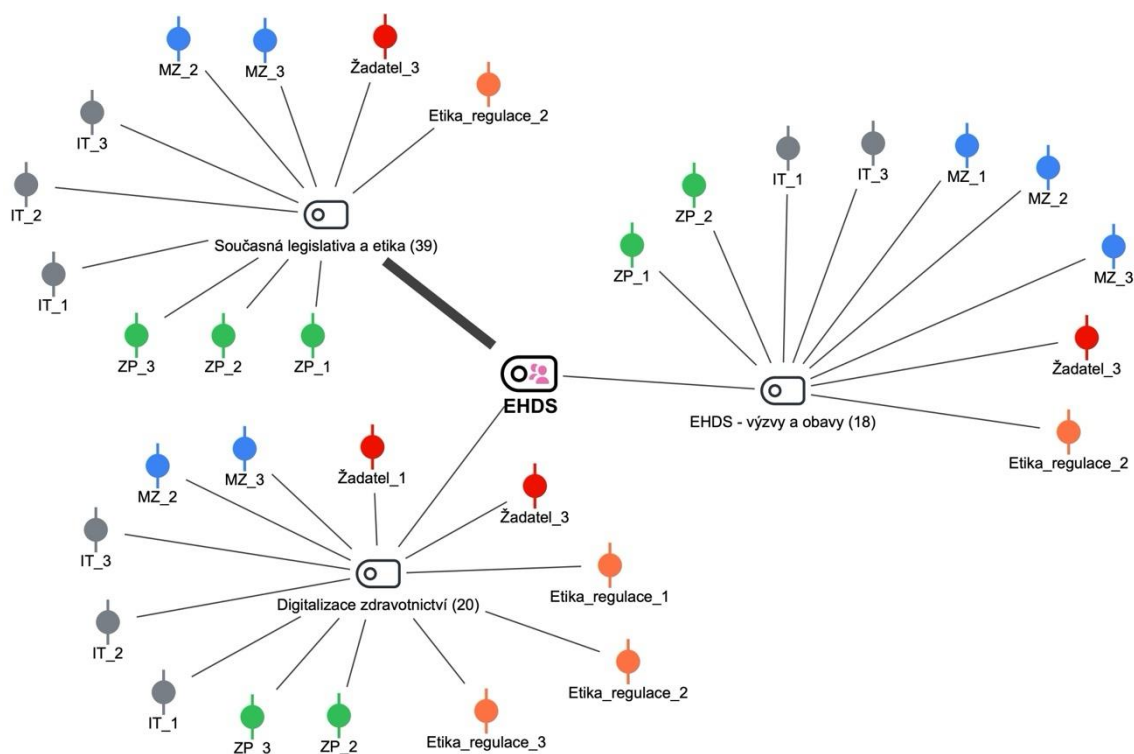 MZ_2
MZ_3
Žadatel_3
Etika_regulace_2
IT_3
IT_2
IT_1
Současná legislativa a etika (39)
ZP_3
ZP_2
ZP_1
EHDS
ZP_1
ZP_2
IT_1
IT_3
MZ_1
MZ_2
MZ_3
Žadatel_3
Etika_regulace_2
EHDS - výzvy a obavy (18)
MZ_2
MZ_3
Žadatel_1
Žadatel_3
IT_3
IT_2
IT_1
Digitalizace zdravotnictví (20)
Etika_regulace_1
Etika_regulace_2
Etika_regulace_3
ZP_3
ZP_2